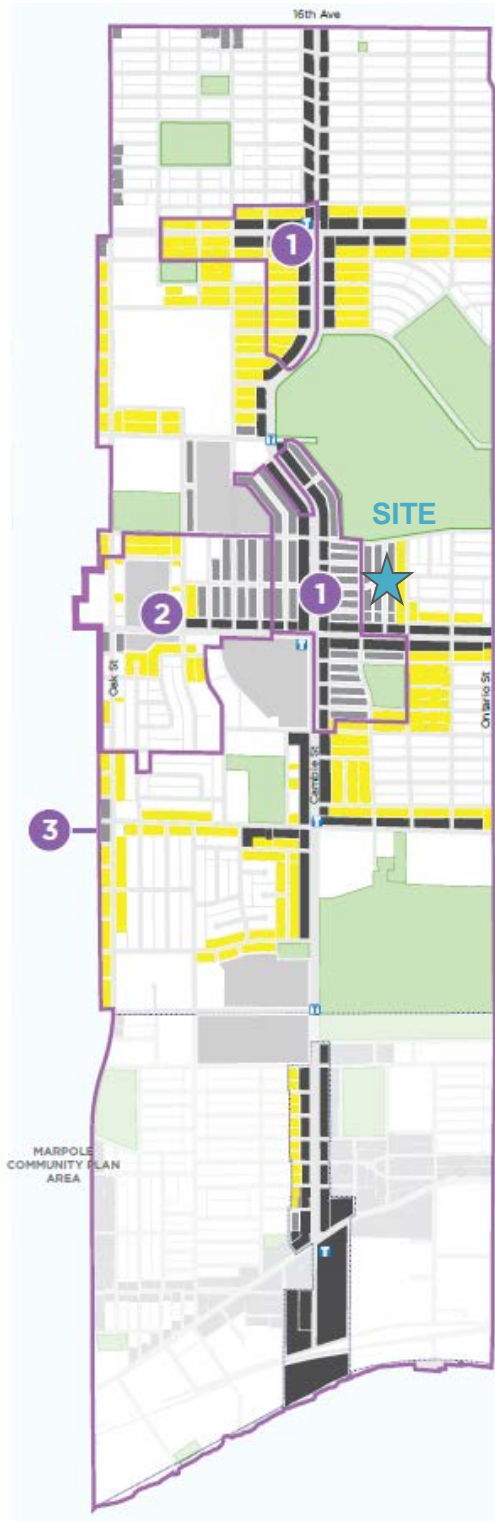 16th Ave
T
1
T
SITE
1
2
T
Oak St
Ontario St
Cambie St
3
T
T
MARPOLE
COMMUNITY PLAN
AREA
T